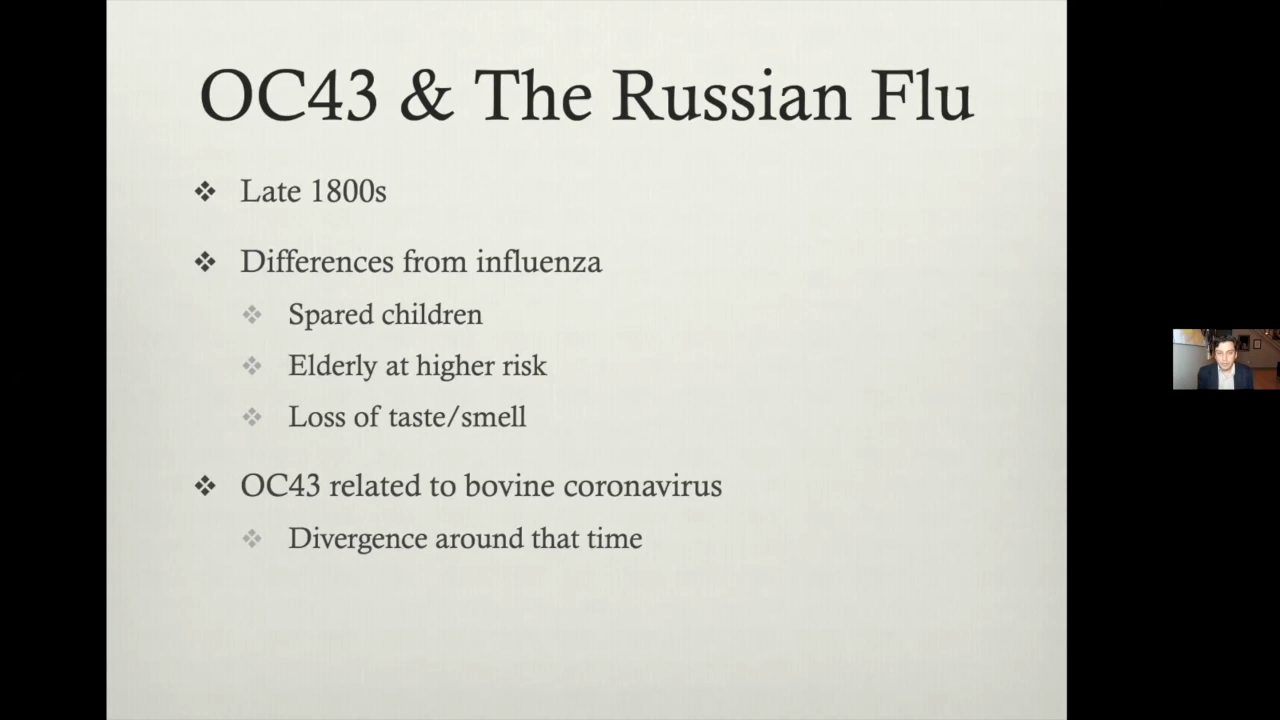 OC43 & The Russian Flu
Late 1800s
Differences from influenza
Spared children
Elderly at higher risk
Loss of taste/smell
OC43 related to bovine coronavirus
Divergence around that time